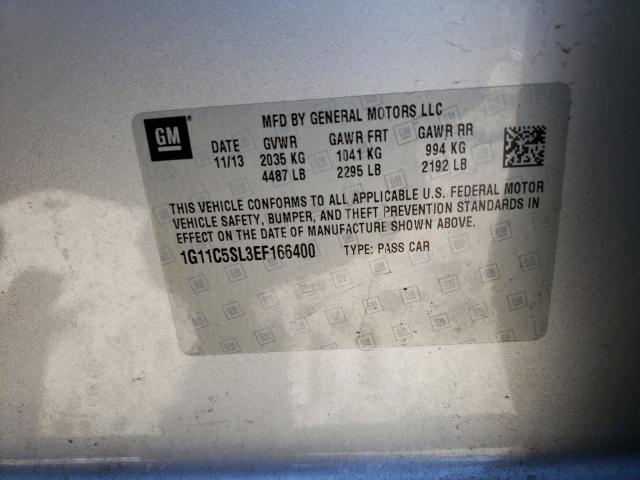 GM
MFD BY GENERAL MOTORS LLC
DATE GVWR GAWR FRT GAWR RR
11/13 2035 KG 1041 KG 994 KG
4487 LB 2295 LB 2192 LB
THIS VEHICLE CONFORMS TO ALL APPLICABLE U.S. FEDERAL MOTOR
VEHICLE SAFETY, BUMPER, AND THEFT PREVENTION STANDARDS IN
EFFECT ON THE DATE OF MANUFACTURE SHOWN ABOVE.
1G11C5SL3EF166400 TYPE: PASS CAR